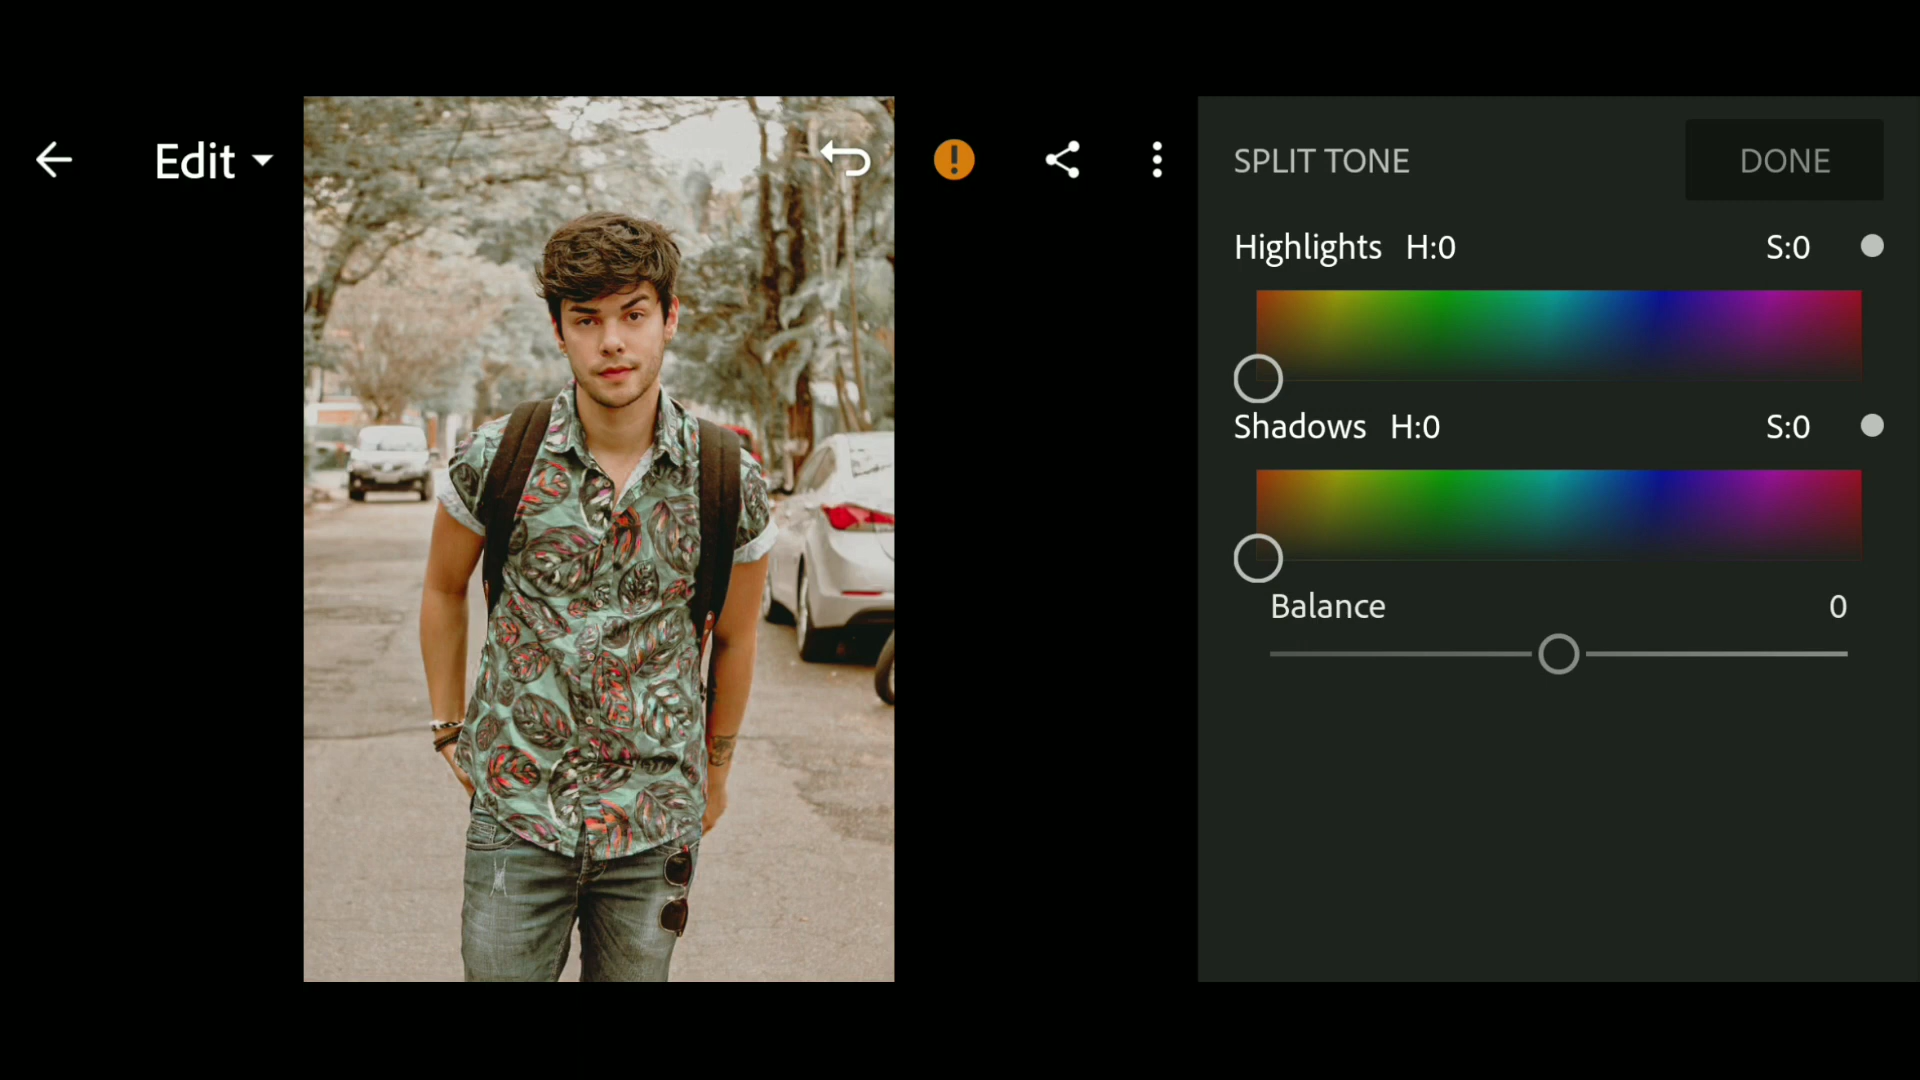 Edit
SPLIT TONE DONE
Highlights H:0 S:0
Shadows H:0 S:0
Balance 0